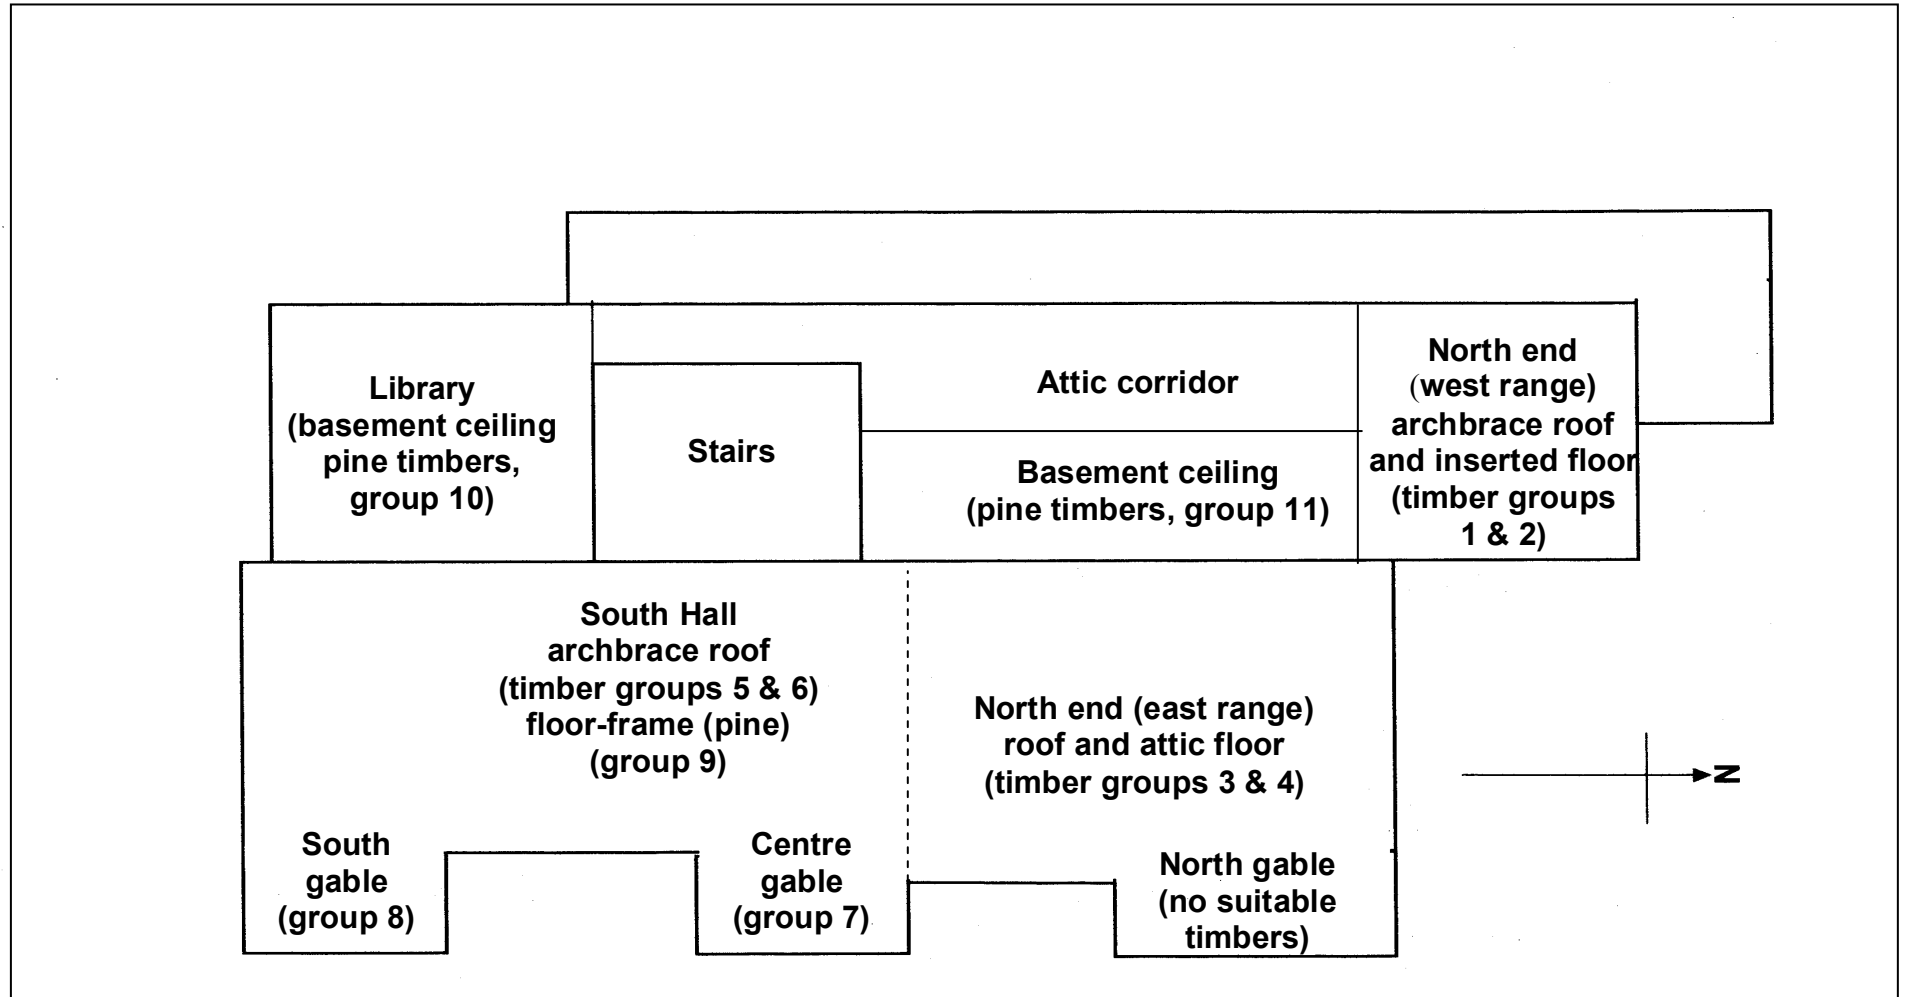 Library
(basement ceiling
pine timbers,
group 10)
Stairs
Attic corridor
Basement ceiling
(pine timbers, group 11)
North end
(west range)
archbrace roof
and inserted floor
(timber groups
1 & 2)
South Hall
archbrace roof
(timber groups 5 & 6)
floor-frame (pine)
(group 9)
North end (east range)
roof and attic floor
(timber groups 3 & 4)
N
South
gable
(group 8)
Centre
gable
(group 7)
North gable
(no suitable
timbers)